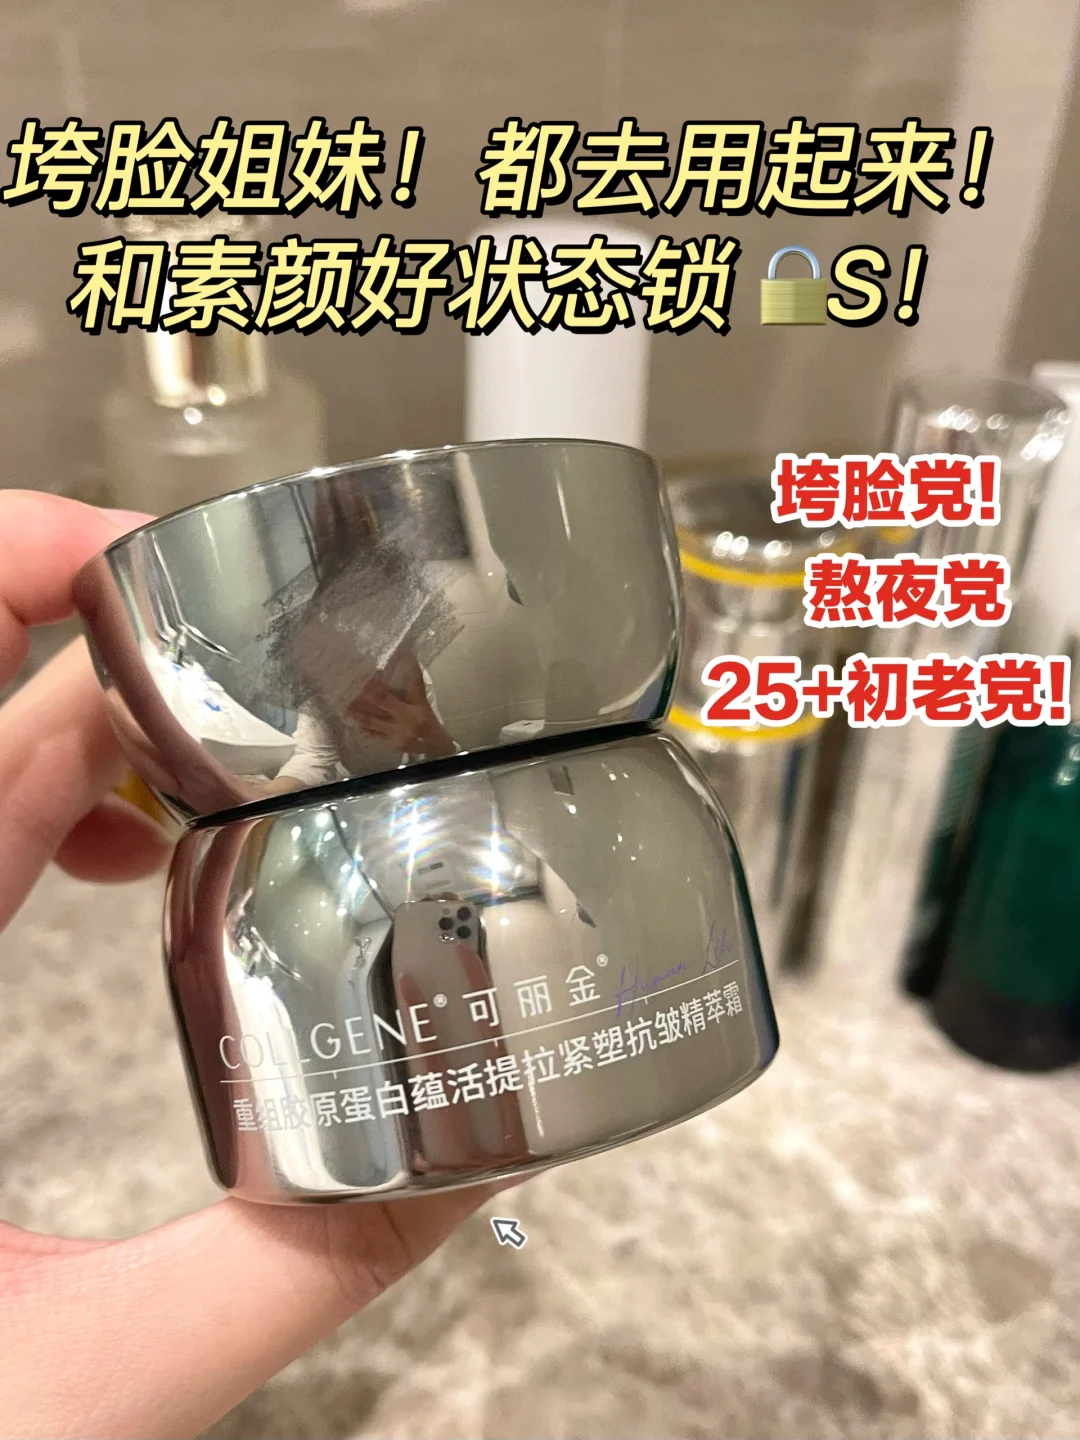 垮脸姐妹！都去用起来！
和素颜好状态锁🔒S！
垮脸党!
熬夜党
25+初老党!
COLLGENE® 可丽金® Human-Like
重组胶原蛋白蕴活提拉紧塑抗皱精萃霜